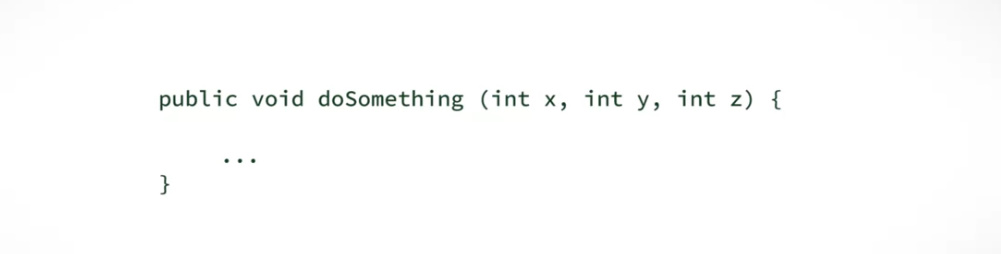 public void doSomething (int x, int y, int z) {
...
}